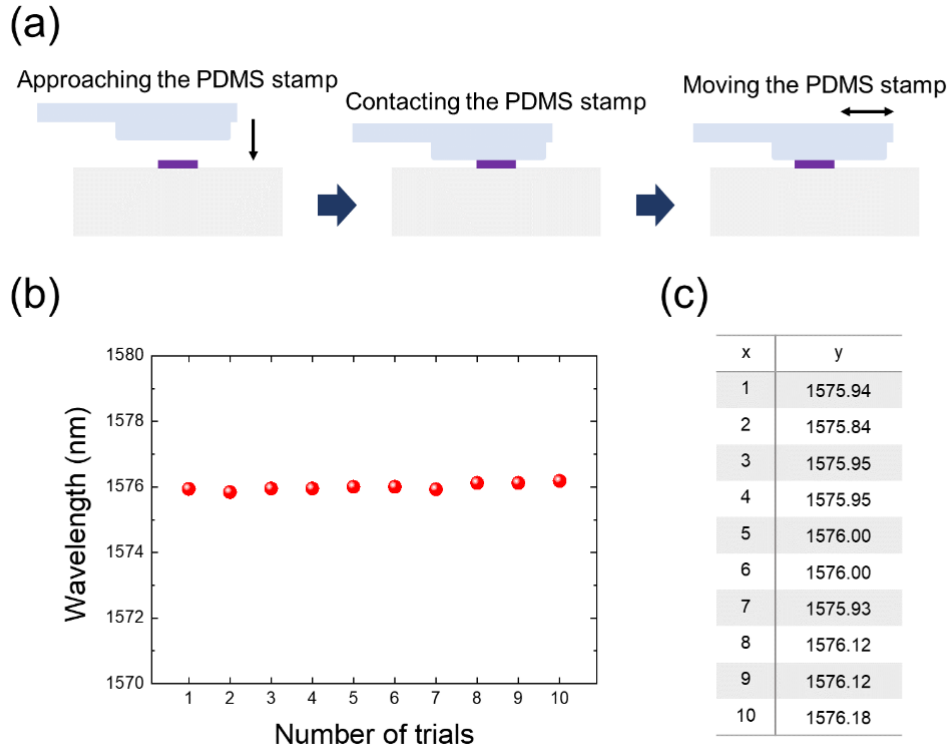 (a)
Approaching the PDMS stamp
Contacting the PDMS stamp
Moving the PDMS stamp
(b)
Wavelength (nm)
1580
1578
1576
1574
1572
1570
1 2 3 4 5 6 7 8 9 10
Number of trials
(c)
x y
1 1575.94
2 1575.84
3 1575.95
4 1575.95
5 1576.00
6 1576.00
7 1575.93
8 1576.12
9 1576.12
10 1576.18